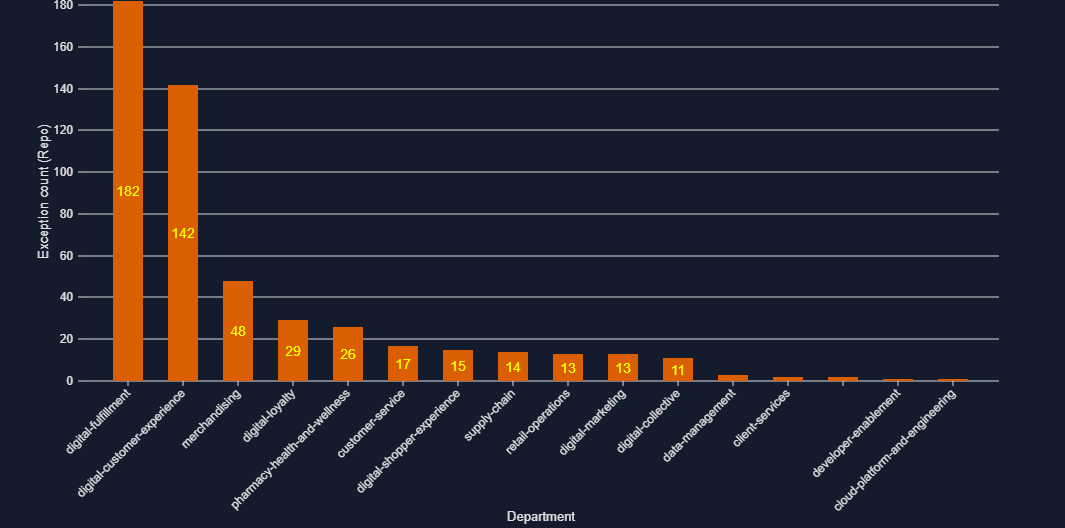 180
160
140
120
100
80
60
40
20
0
Exception count (Repo)
182
142
48
29
26
17
15
14
13
13
11
digital-fulfillment
digital-customer-experience
merchandising
digital-loyalty
pharmacy-health-and-wellness
customer-service
digital-shopper-experience
supply-chain
retail-operations
digital-marketing
digital-collective
data-management
client-services
developer-enablement
cloud-platform-and-engineering
Department